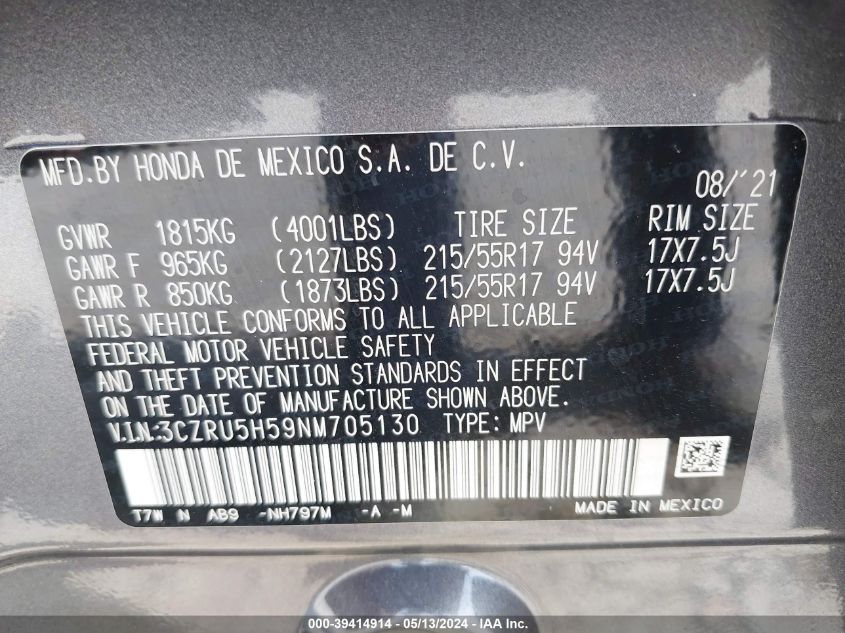 MFD.BY HONDA DE MEXICO S.A. DE C.V.
08/'21
GVWR 1815KG (4001LBS) TIRE SIZE RIM SIZE
GAWR F 965KG (2127LBS) 215/55R17 94V 17X7.5J
GAWR R 850KG (1873LBS) 215/55R17 94V 17X7.5J
THIS VEHICLE CONFORMS TO ALL APPLICABLE
FEDERAL MOTOR VEHICLE SAFETY
AND THEFT PREVENTION STANDARDS IN EFFECT
ON THE DATE OF MANUFACTURE SHOWN ABOVE.
V.I.N:3CZRU5H59NM705130 TYPE: MPV
T7W N AB9 -NH797M -A -M MADE IN MEXICO
000-39414914 - 05/13/2024 - IAA Inc.